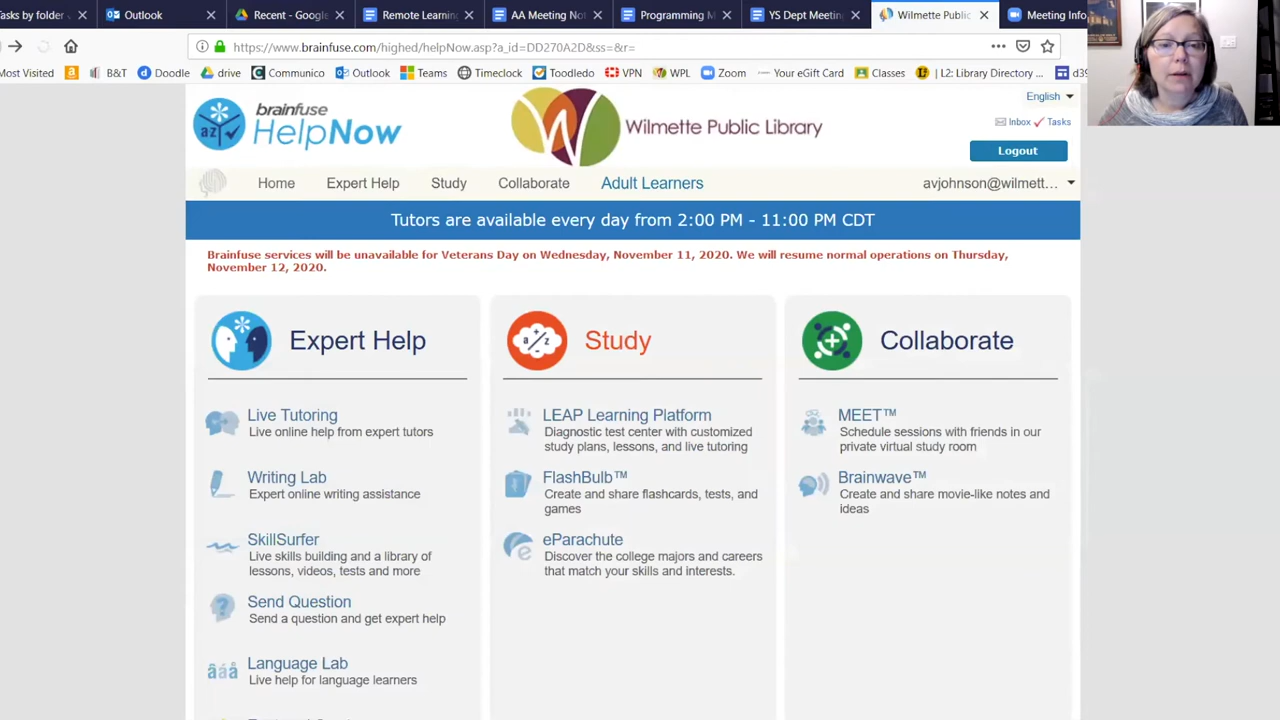 asks by folder
Outlook
Recent - Google
Remote Learning
AA Meeting Not
Programming M
YS Dept Meeting
Wilmette Public
Meeting Info
https://www.brainfuse.com/highed/helpNow.asp?a_id=DD270A2D&ss=&r=
Most Visited
B&T
Doodle
drive
Communico
Outlook
Teams
Timeclock
Toodledo
VPN
WPL
Zoom
Your eGift Card
Classes
L2: Library Directory ...
d39
brainfuse
HelpNow
Wilmette Public Library
English
Inbox
Tasks
Logout
Home
Expert Help
Study
Collaborate
Adult Learners
avjohnson@wilmett...
Tutors are available every day from 2:00 PM - 11:00 PM CDT
Brainfuse services will be unavailable for Veterans Day on Wednesday, November 11, 2020. We will resume normal operations on Thursday,
November 12, 2020.
Expert Help
Live Tutoring
Live online help from expert tutors
Writing Lab
Expert online writing assistance
SkillSurfer
Live skills building and a library of
lessons, videos, tests and more
Send Question
Send a question and get expert help
Language Lab
Live help for language learners
Study
LEAP Learning Platform
Diagnostic test center with customized
study plans, lessons, and live tutoring
FlashBulb™
Create and share flashcards, tests, and
games
eParachute
Discover the college majors and careers
that match your skills and interests.
Collaborate
MEET™
Schedule sessions with friends in our
private virtual study room
Brainwave™
Create and share movie-like notes and
ideas